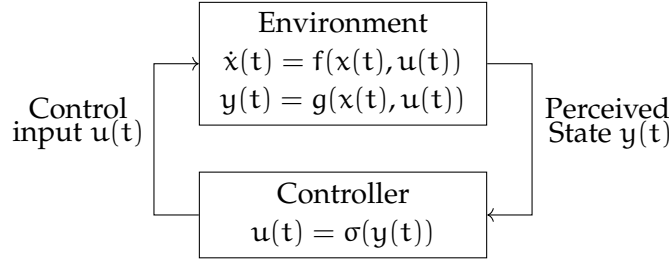 Environment
ẋ(t) = f(x(t), u(t))
y(t) = g(x(t), u(t))
Control
input u(t)
Perceived
State y(t)
Controller
u(t) = σ(y(t))